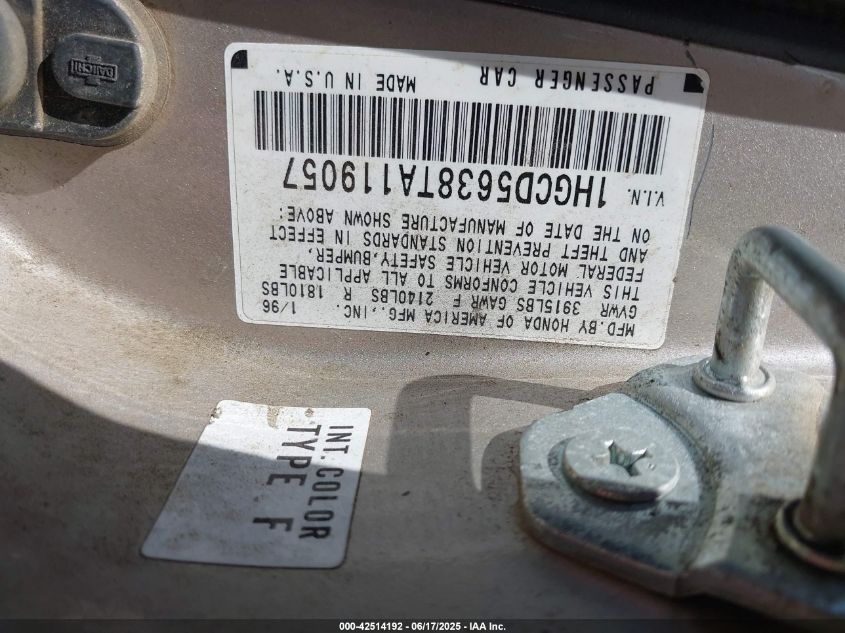 MFD.BY HONDA OF AMERICA MFG.,INC. 1/96
GVWR 3915LBS GAWR F 2140LBS R 1810LBS
THIS VEHICLE CONFORMS TO ALL APPLICABLE
FEDERAL MOTOR VEHICLE SAFETY,BUMPER,
AND THEFT PREVENTION STANDARDS IN EFFECT
ON THE DATE OF MANUFACTURE SHOWN ABOVE:
V.I.N. 1HGCD5638TA119057
PASSENGER CAR MADE IN U.S.A.
INT.COLOR
TYPE F
DAIICHI
000-42514192 - 06/17/2025 - IAA Inc.